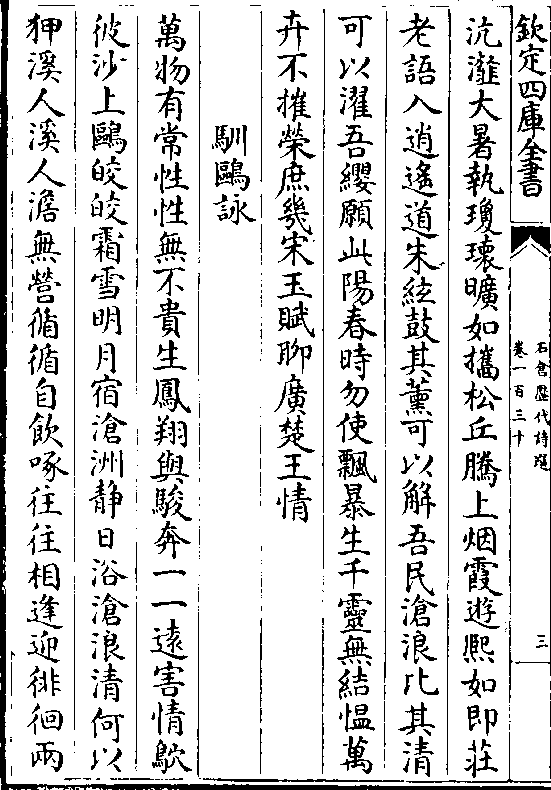 欽定四庫全書
石倉歷代詩選
卷一百三十
三
沆瀣大暑執瓊瓌曠如攜松丘騰上烟霞遊熙如即莊
老語入逍遙道朱絃鼓其薰可以解吾民滄浪比其清
可以濯吾纓願此陽春時勿使飄暴生千靈無結愠萬
卉不摧榮庶幾宋玉賦聊廣楚王情
馴鷗詠
萬物有常性性無不貴生鳳翔與駿奔一一遠害情歟
彼沙上鷗皎皎霜雪明月宿滄洲静日浴滄浪清何以
狎溪人溪人澹無營循循自飲啄往往相逢迎徘徊兩